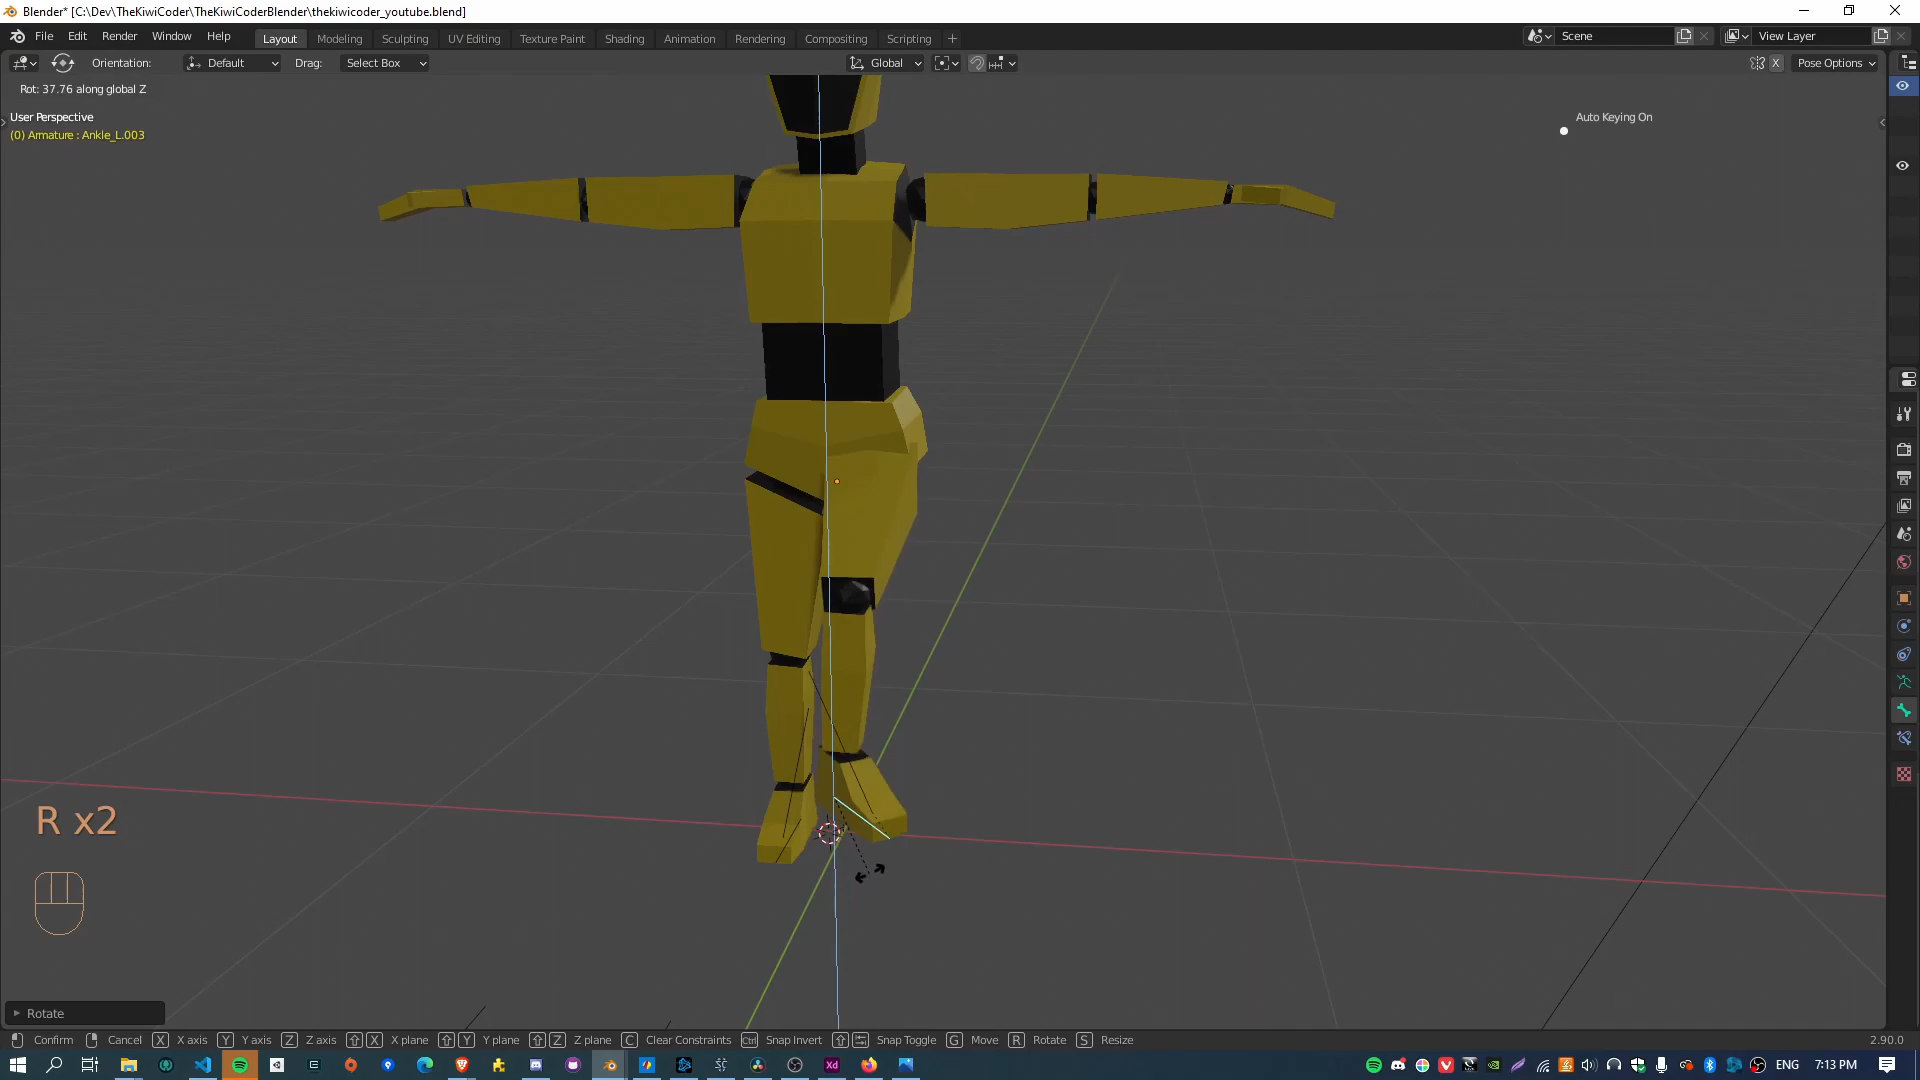 Blender* [C:\Dev\TheKiwiCoder\TheKiwiCoderBlender\thekiwicoder_youtube.blend]
File Edit Render Window Help Layout Modeling Sculpting UV Editing Texture Paint Shading Animation Rendering Compositing Scripting + Scene View Layer
Orientation: Default Drag: Select Box Global X Pose Options
Rot: 37.76 along global Z
User Perspective
(0) Armature : Ankle_L.003
Auto Keying On
R x2
Rotate
Confirm Cancel X X axis Y Y axis Z Z axis X X plane Y Y plane Z Z plane C Clear Constraints Ctrl Snap Invert Snap Toggle G Move R Rotate S Resize 2.90.0
Xd ENG 7:13 PM